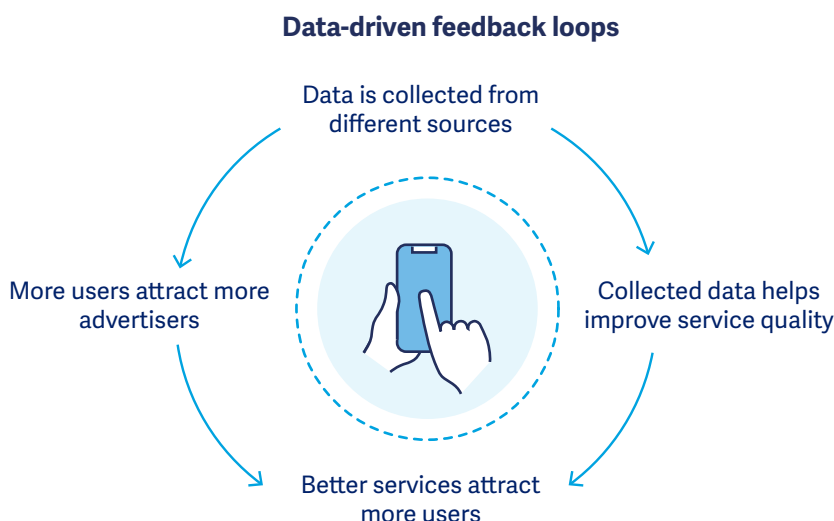 Data-driven feedback loops
Data is collected from
different sources
More users attract more
advertisers
Collected data helps
improve service quality
Better services attract
more users